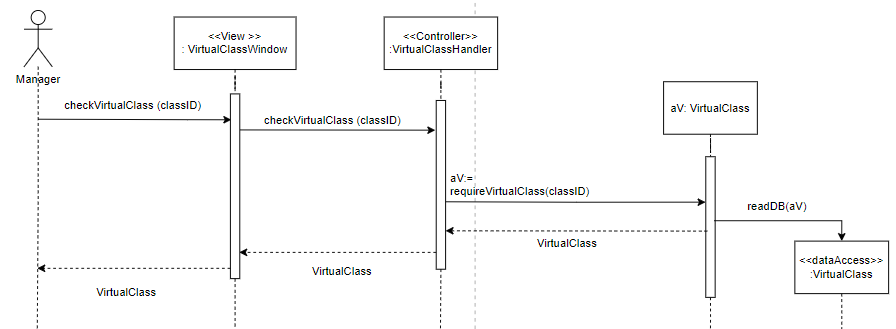 <<View >>
: VirtualClassWindow
<<Controller>>
:VirtualClassHandler
Manager
checkVirtualClass (classID)
checkVirtualClass (classID)
aV: VirtualClass
aV:=
requireVirtualClass(classID)
readDB(aV)
VirtualClass
<<dataAccess>>
:VirtualClass
VirtualClass
VirtualClass